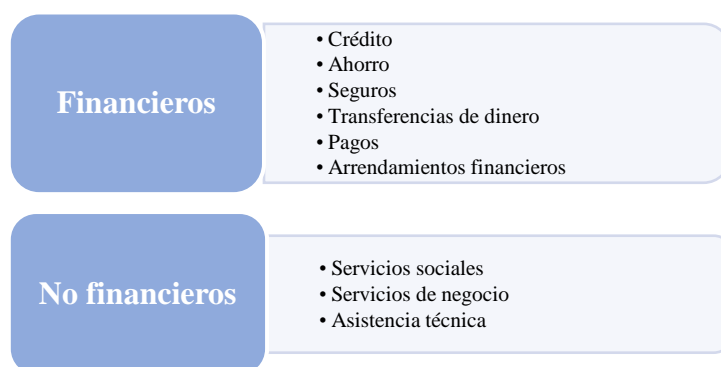 Financieros
• Crédito
• Ahorro
• Seguros
• Transferencias de dinero
• Pagos
• Arrendamientos financieros
No financieros
• Servicios sociales
• Servicios de negocio
• Asistencia técnica